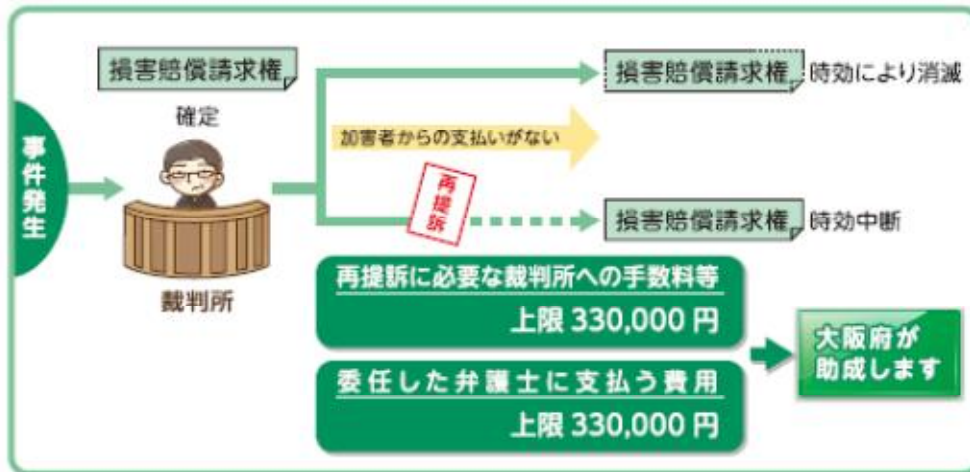 事件発生
損害賠償請求権
確定
裁判所
加害者からの支払いがない
再提訴
損害賠償請求権 時効により消滅
損害賠償請求権 時効中断
再提訴に必要な裁判所への手数料等
上限 330,000 円
委任した弁護士に支払う費用
上限 330,000 円
大阪府が
助成します